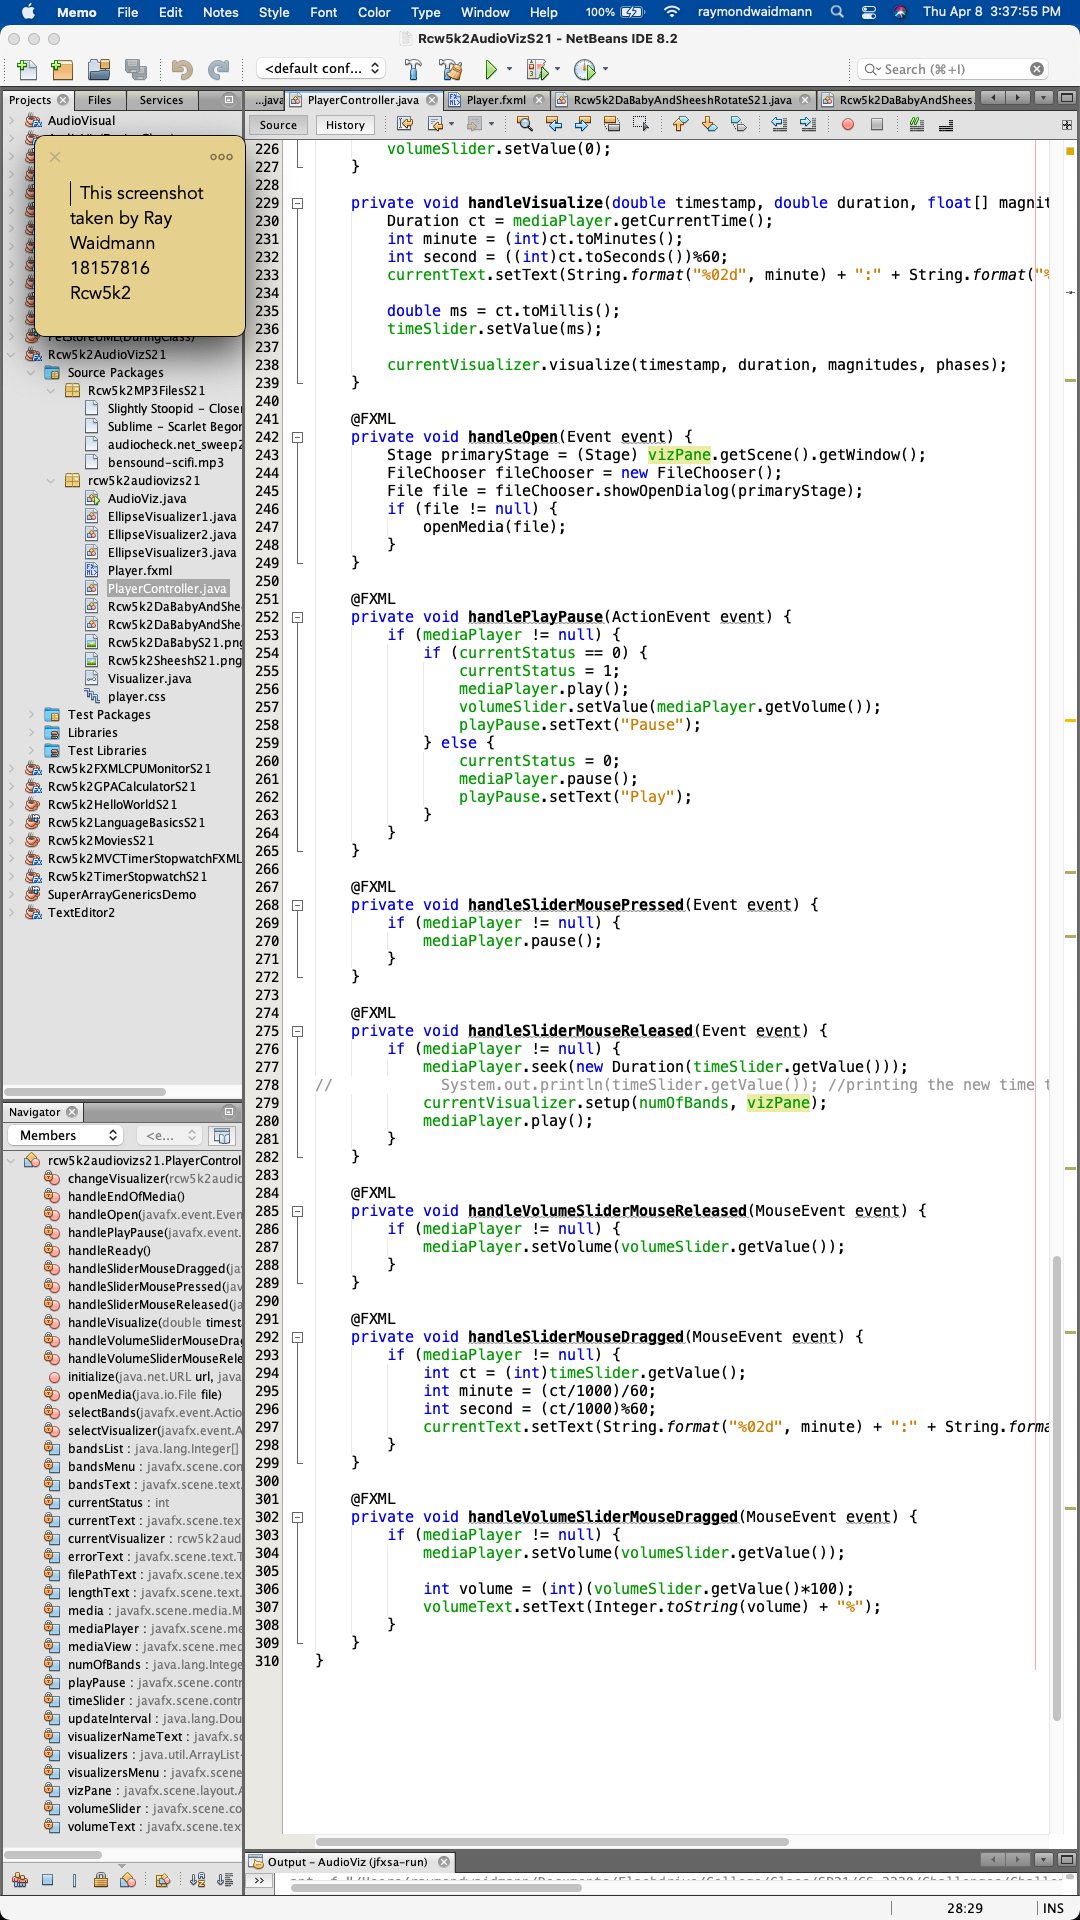 Memo File Edit Notes Style Font Color Type Window Help 100% raymondwaidmann Thu Apr 8 3:37:55 PM
Rcw5k2AudioVizS21 - NetBeans IDE 8.2
<default conf... Search (⌘+I)
Projects Files Services ...java PlayerController.java Player.fxml Rcw5k2DaBabyAndSheeshRotateS21.java Rcw5k2DaBabyAndShees
Source History
AudioVisual
This screenshot
taken by Ray
Waidmann
18157816
Rcw5k2
PetStoreUML(DuringClass)
Rcw5k2AudioVizS21
Source Packages
Rcw5k2MP3FilesS21
Slightly Stoopid - Closer
Sublime - Scarlet Begon
audiocheck.net_sweep2
bensound-scifi.mp3
rcw5k2audiovizs21
AudioViz.java
EllipseVisualizer1.java
EllipseVisualizer2.java
EllipseVisualizer3.java
Player.fxml
PlayerController.java
Rcw5k2DaBabyAndShee
Rcw5k2DaBabyAndShee
Rcw5k2DaBabyS21.png
Rcw5k2SheeshS21.png
Visualizer.java
player.css
Test Packages
Libraries
Test Libraries
Rcw5k2FXMLCPUMonitorS21
Rcw5k2GPACalculatorS21
Rcw5k2HelloWorldS21
Rcw5k2LanguageBasicsS21
Rcw5k2MoviesS21
Rcw5k2MVCTimerStopwatchFXML
Rcw5k2TimerStopwatchS21
SuperArrayGenericsDemo
TextEditor2
Navigator
Members <e...
rcw5k2audiovizs21.PlayerControl
changeVisualizer(rcw5k2audio
handleEndOfMedia()
handleOpen(javafx.event.Even
handlePlayPause(javafx.event.
handleReady()
handleSliderMouseDragged(ja
handleSliderMousePressed(jav
handleSliderMouseReleased(ja
handleVisualize(double timest
handleVolumeSliderMouseDrag
handleVolumeSliderMouseRele
initialize(java.net.URL url, java
openMedia(java.io.File file)
selectBands(javafx.event.Actio
selectVisualizer(javafx.event.A
bandsList : java.lang.Integer[]
bandsMenu : javafx.scene.con
bandsText : javafx.scene.text.
currentStatus : int
currentText : javafx.scene.tex
currentVisualizer : rcw5k2aud
errorText : javafx.scene.text.T
filePathText : javafx.scene.tex
lengthText : javafx.scene.text.
media : javafx.scene.media.M
mediaPlayer : javafx.scene.me
mediaView : javafx.scene.med
numOfBands : java.lang.Intege
playPause : javafx.scene.contr
timeSlider : javafx.scene.contr
updateInterval : java.lang.Dou
visualizerNameText : javafx.sc
visualizers : java.util.ArrayList
visualizersMenu : javafx.scene
vizPane : javafx.scene.layout.A
volumeSlider : javafx.scene.co
volumeText : javafx.scene.tex
226 volumeSlider.setValue(0);
227 }
228
229 private void handleVisualize(double timestamp, double duration, float[] magnit
230 Duration ct = mediaPlayer.getCurrentTime();
231 int minute = (int)ct.toMinutes();
232 int second = ((int)ct.toSeconds())%60;
233 currentText.setText(String.format("%02d", minute) + ":" + String.format("%
234
235 double ms = ct.toMillis();
236 timeSlider.setValue(ms);
237
238 currentVisualizer.visualize(timestamp, duration, magnitudes, phases);
239 }
240
241 @FXML
242 private void handleOpen(Event event) {
243 Stage primaryStage = (Stage) vizPane.getScene().getWindow();
244 FileChooser fileChooser = new FileChooser();
245 File file = fileChooser.showOpenDialog(primaryStage);
246 if (file != null) {
247 openMedia(file);
248 }
249 }
250
251 @FXML
252 private void handlePlayPause(ActionEvent event) {
253 if (mediaPlayer != null) {
254 if (currentStatus == 0) {
255 currentStatus = 1;
256 mediaPlayer.play();
257 volumeSlider.setValue(mediaPlayer.getVolume());
258 playPause.setText("Pause");
259 } else {
260 currentStatus = 0;
261 mediaPlayer.pause();
262 playPause.setText("Play");
263 }
264 }
265 }
266
267 @FXML
268 private void handleSliderMousePressed(Event event) {
269 if (mediaPlayer != null) {
270 mediaPlayer.pause();
271 }
272 }
273
274 @FXML
275 private void handleSliderMouseReleased(Event event) {
276 if (mediaPlayer != null) {
277 mediaPlayer.seek(new Duration(timeSlider.getValue()));
278 // System.out.println(timeSlider.getValue()); //printing the new time t
279 currentVisualizer.setup(numOfBands, vizPane);
280 mediaPlayer.play();
281 }
282 }
283
284 @FXML
285 private void handleVolumeSliderMouseReleased(MouseEvent event) {
286 if (mediaPlayer != null) {
287 mediaPlayer.setVolume(volumeSlider.getValue());
288 }
289 }
290
291 @FXML
292 private void handleSliderMouseDragged(MouseEvent event) {
293 if (mediaPlayer != null) {
294 int ct = (int)timeSlider.getValue();
295 int minute = (ct/1000)/60;
296 int second = (ct/1000)%60;
297 currentText.setText(String.format("%02d", minute) + ":" + String.forma
298 }
299 }
300
301 @FXML
302 private void handleVolumeSliderMouseDragged(MouseEvent event) {
303 if (mediaPlayer != null) {
304 mediaPlayer.setVolume(volumeSlider.getValue());
305
306 int volume = (int)(volumeSlider.getValue()*100);
307 volumeText.setText(Integer.toString(volume) + "%");
308 }
309 }
310 }
Output - AudioViz (jfxsa-run)
28:29 INS